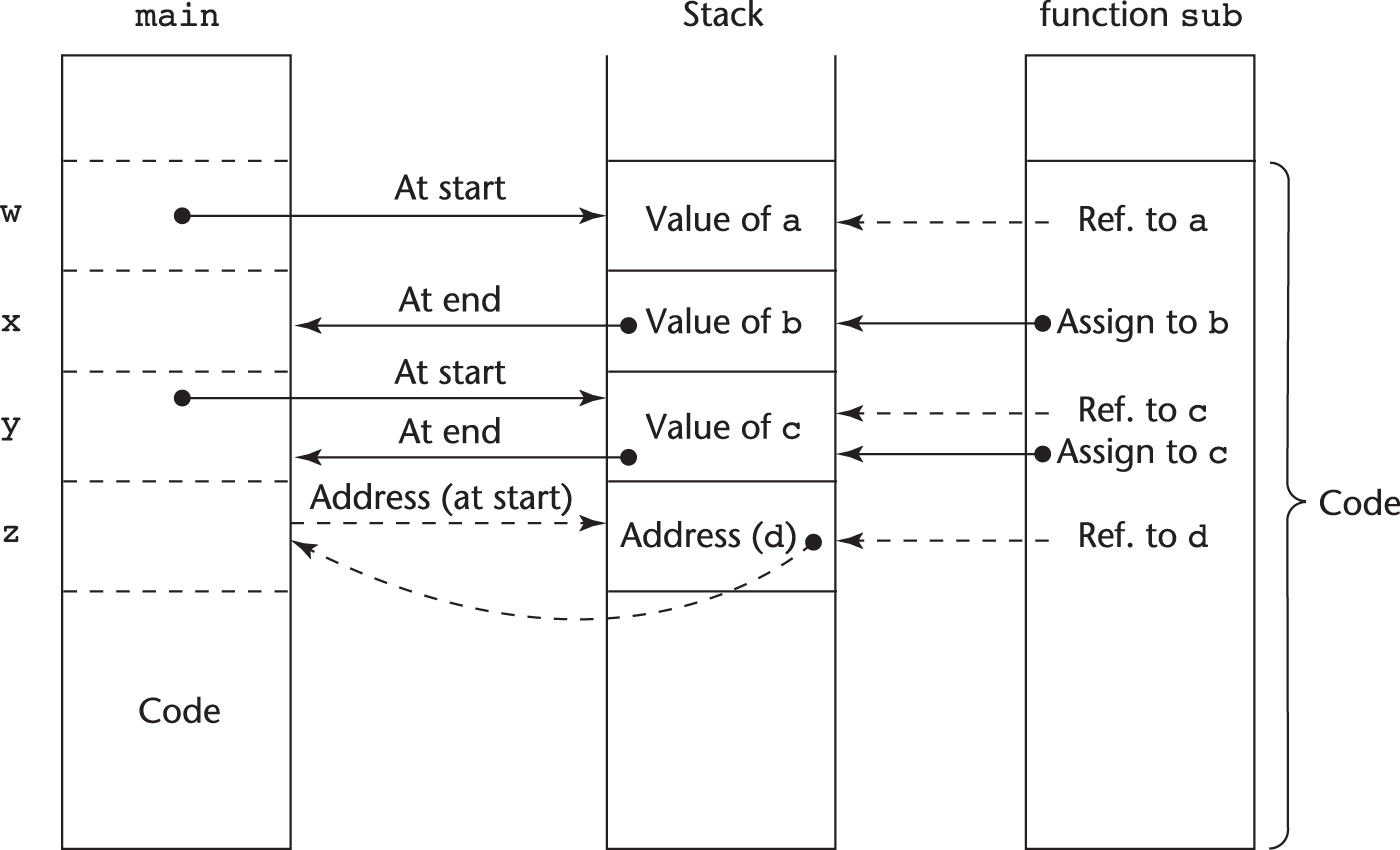 main
Stack
function sub
w
At start
Value of a
Ref. to a
x
At end
Value of b
Assign to b
y
At start
At end
Value of c
Ref. to c
Assign to c
z
Address (at start)
Address (d)
Ref. to d
Code
Code